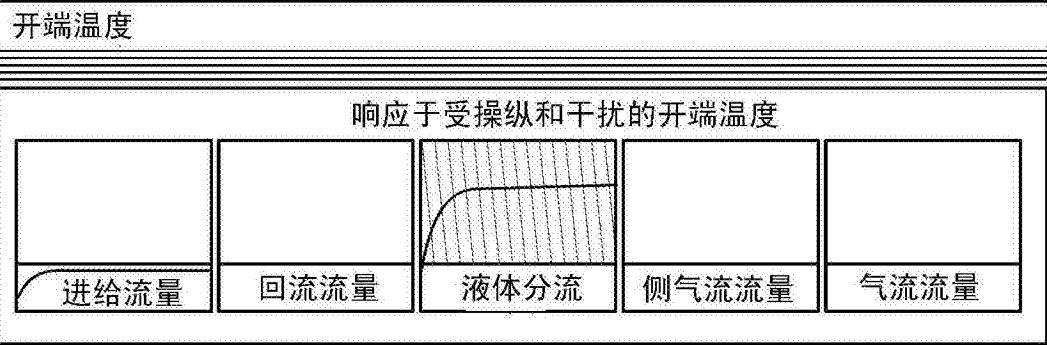 开端温度
响应于受操纵和干扰的开端温度
进给流量
回流流量
液体分流
侧气流流量
气流流量